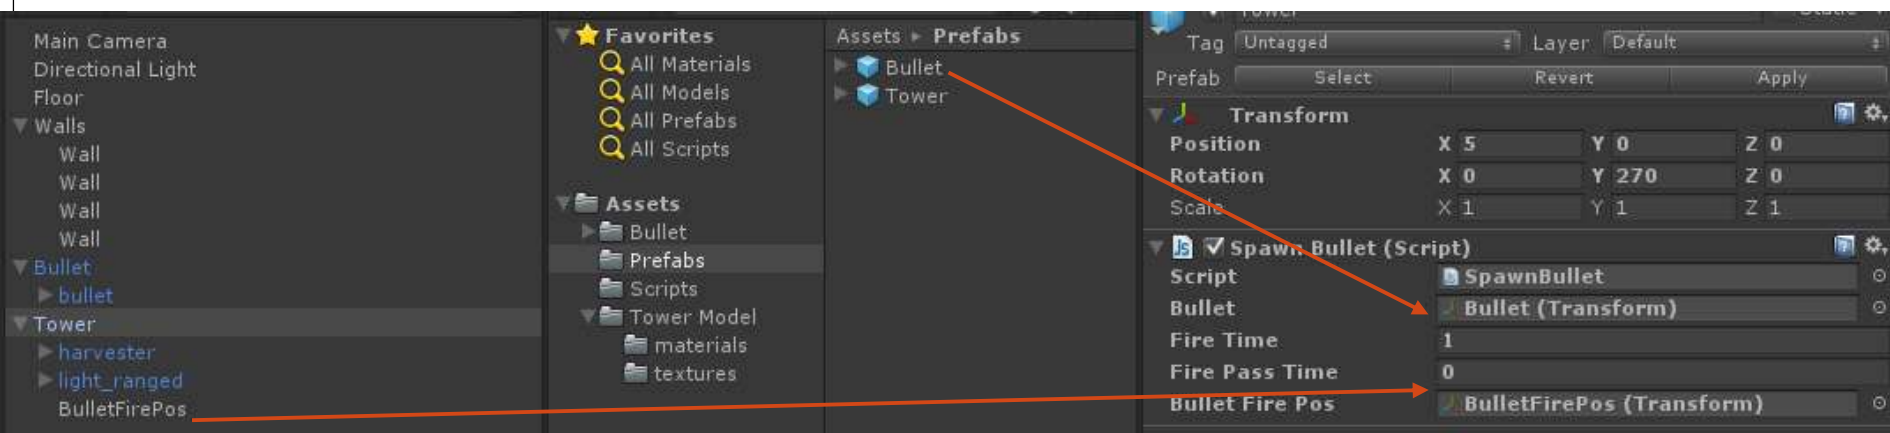 Main Camera
Directional Light
Floor
Walls
Wall
Wall
Wall
Wall
Bullet
bullet
Tower
harvester
light_ranged
BulletFirePos
Favorites
All Materials
All Models
All Prefabs
All Scripts
Assets
Bullet
Prefabs
Scripts
Tower Model
materials
textures
Assets Prefabs
Bullet
Tower
Tower Static
Tag Untagged Layer Default
Prefab Select Revert Apply
Transform
Position X 5 Y 0 Z 0
Rotation X 0 Y 270 Z 0
Scale X 1 Y 1 Z 1
Js Spawn Bullet (Script)
Script SpawnBullet
Bullet Bullet (Transform)
Fire Time 1
Fire Pass Time 0
Bullet Fire Pos BulletFirePos (Transform)